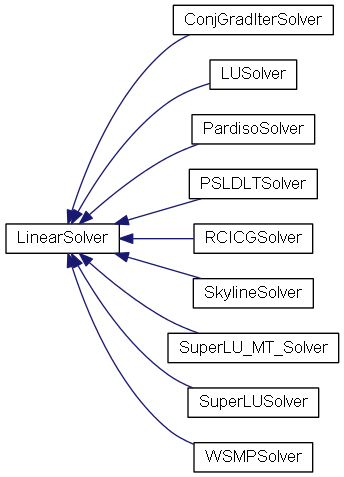 ConjGradIterSolver
LUSolver
PardisoSolver
PSLDLTSolver
LinearSolver
RCICGSolver
SkylineSolver
SuperLU_MT_Solver
SuperLUSolver
WSMPSolver